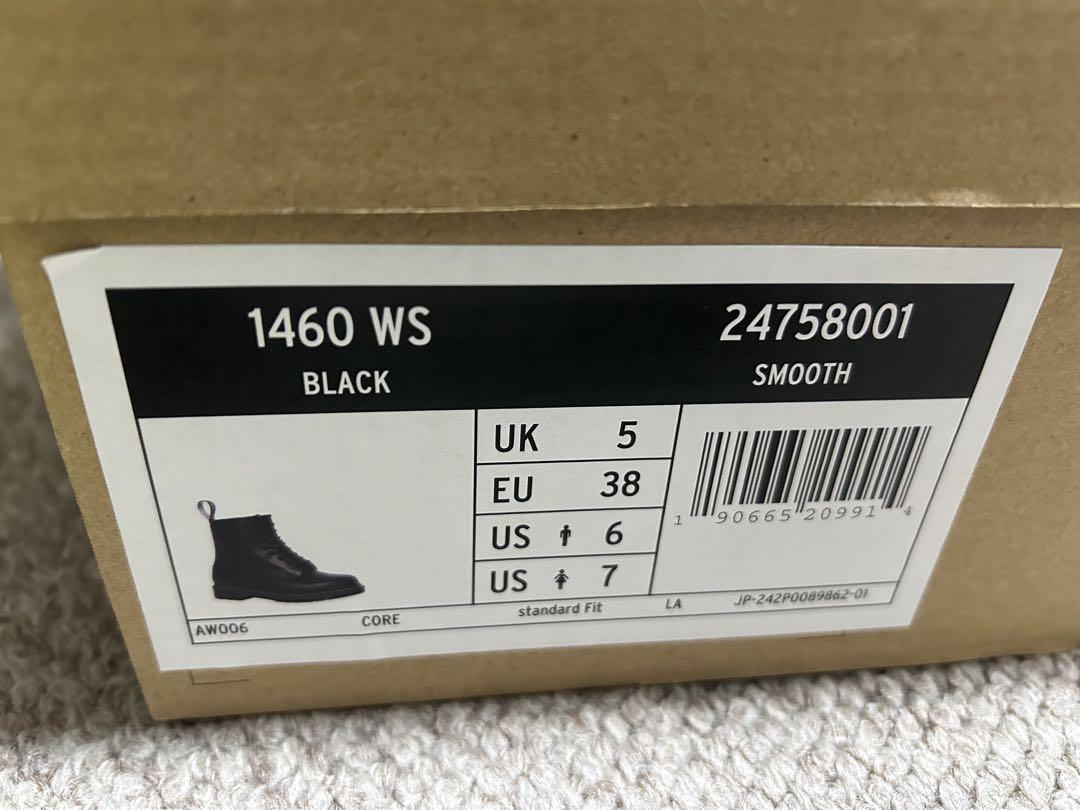 1460 WS
BLACK
24758001
SMOOTH
UK 5
EU 38
US 6
US 7
1 90665 20991 4
AW006
CORE
standard Fit
LA
JP-242P0089862-01